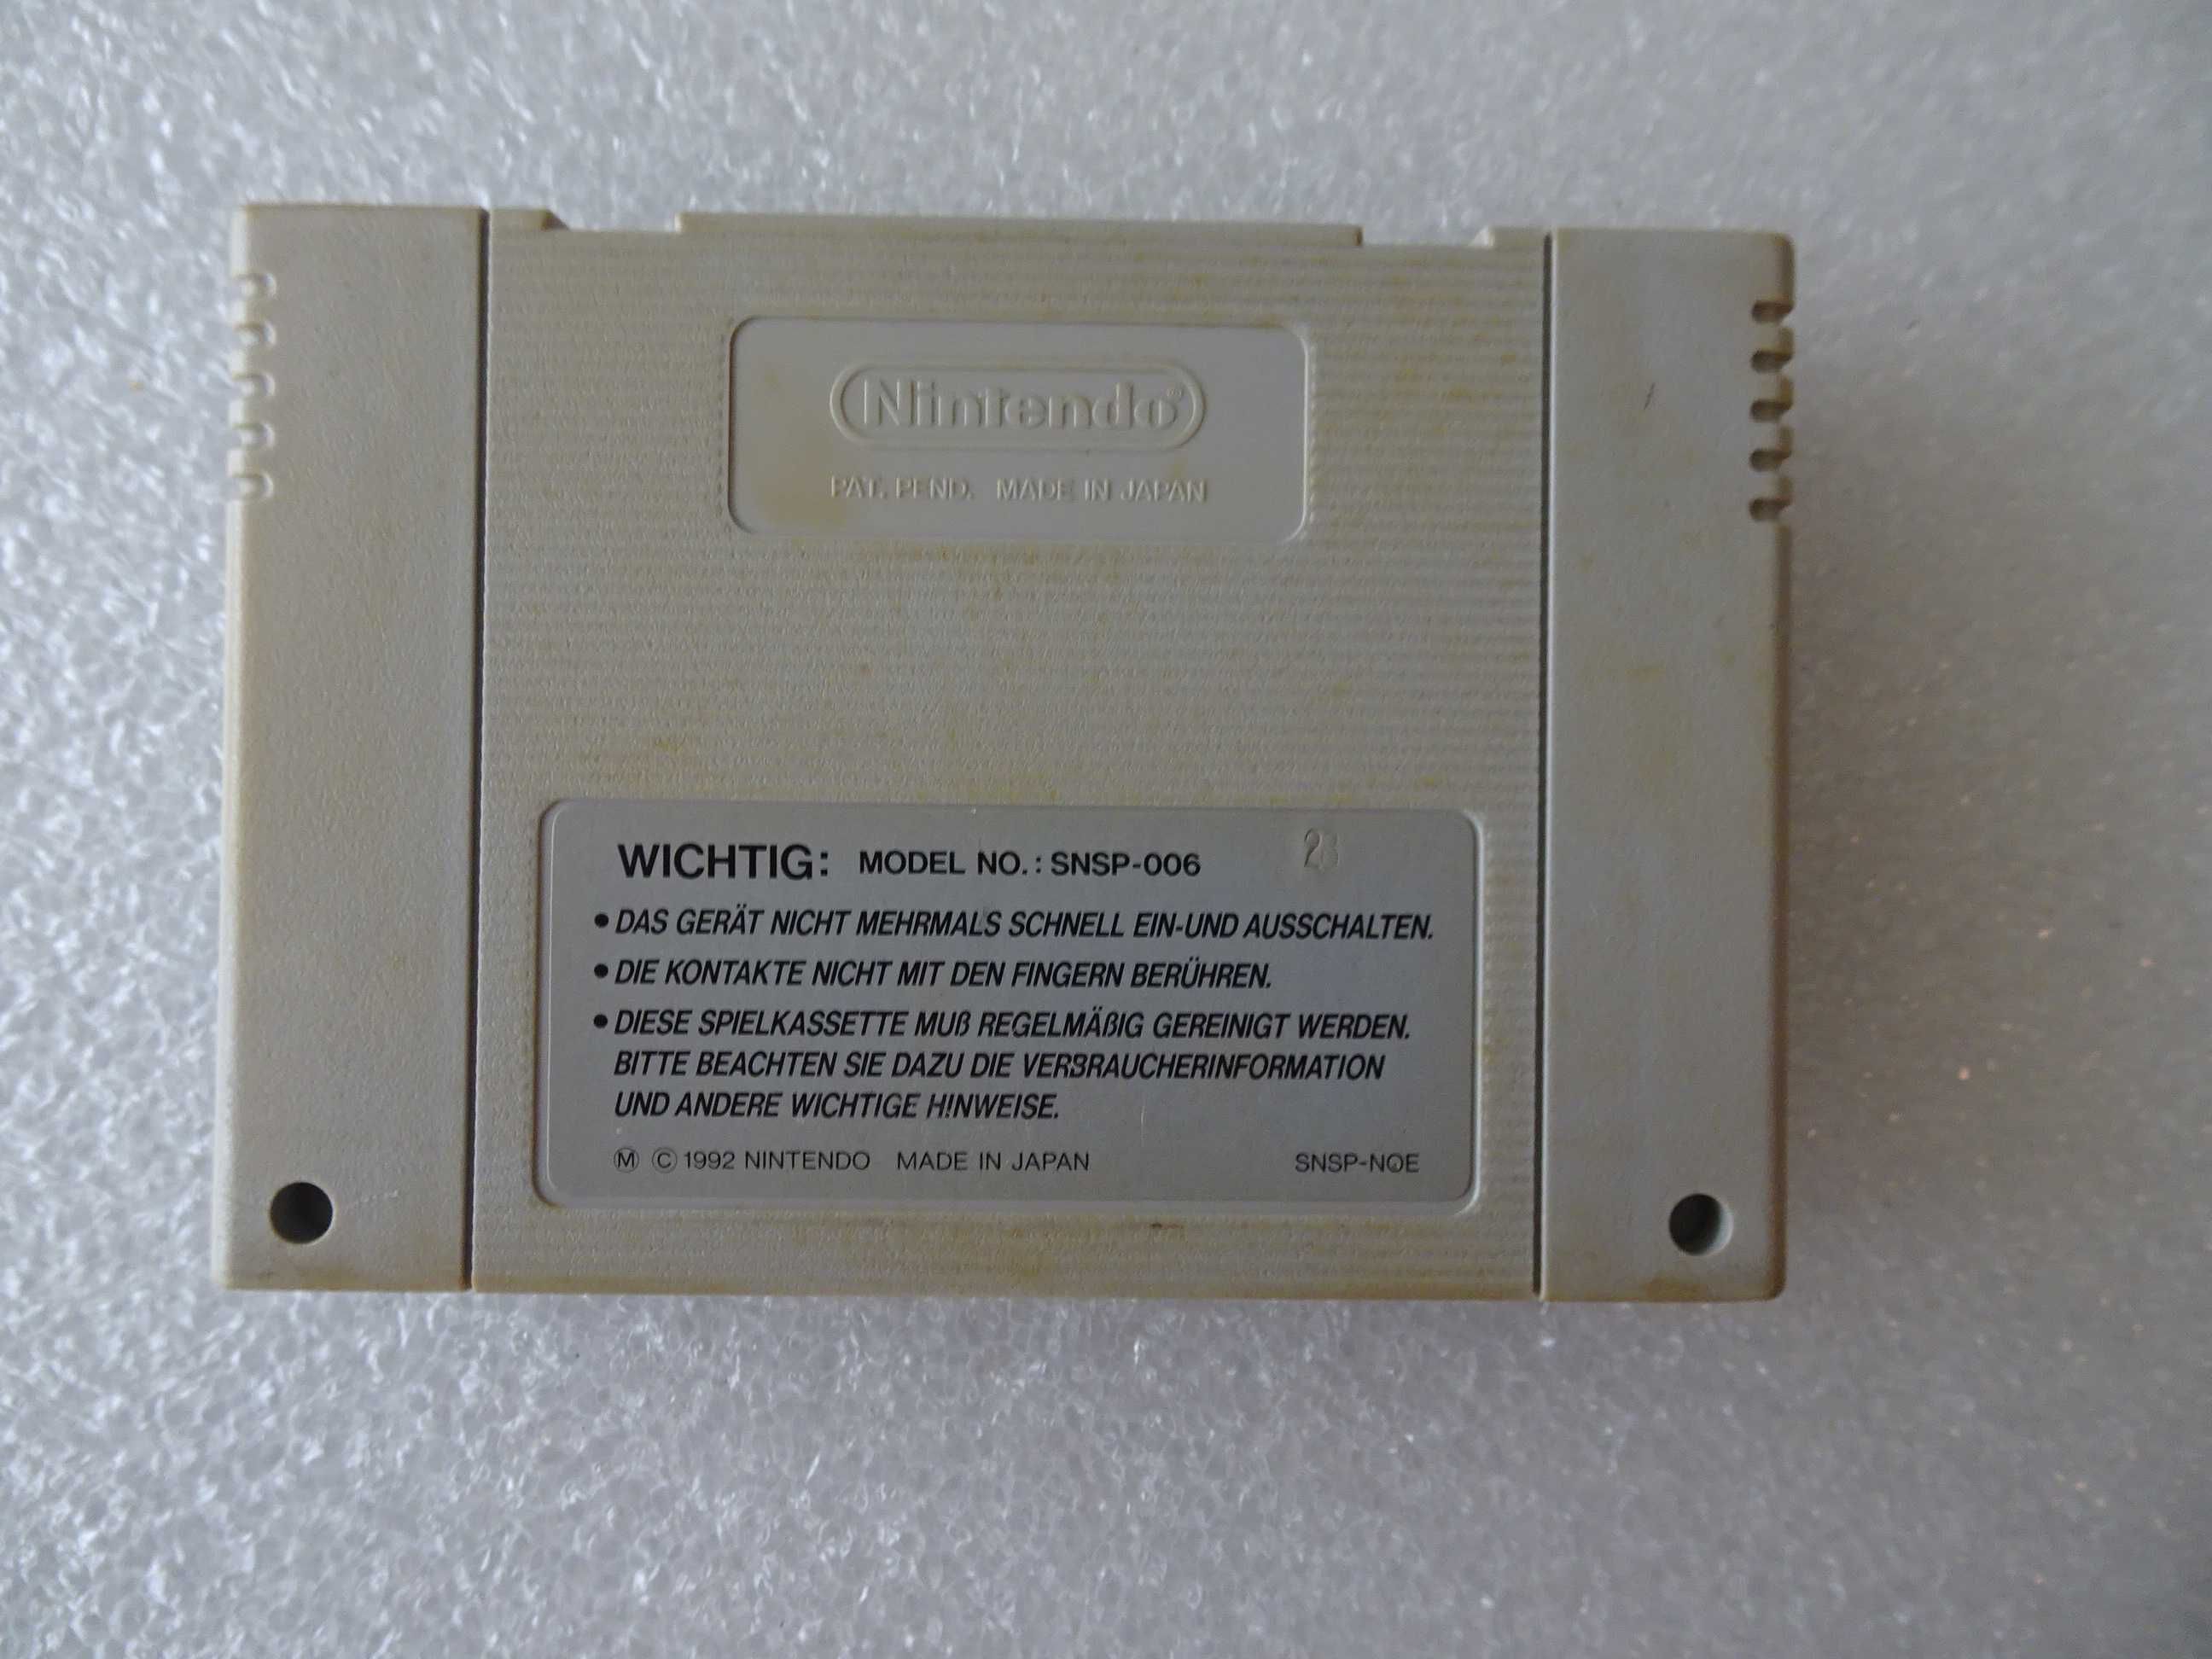 Nintendo®
PAT. PEND. MADE IN JAPAN
WICHTIG: MODEL NO.: SNSP-006
• DAS GERÄT NICHT MEHRMALS SCHNELL EIN-UND AUSSCHALTEN.
• DIE KONTAKTE NICHT MIT DEN FINGERN BERÜHREN.
• DIESE SPIELKASSETTE MUß REGELMÄßIG GEREINIGT WERDEN.
BITTE BEACHTEN SIE DAZU DIE VERBRAUCHERINFORMATION
UND ANDERE WICHTIGE HINWEISE.
Ⓜ © 1992 NINTENDO MADE IN JAPAN SNSP-NOE